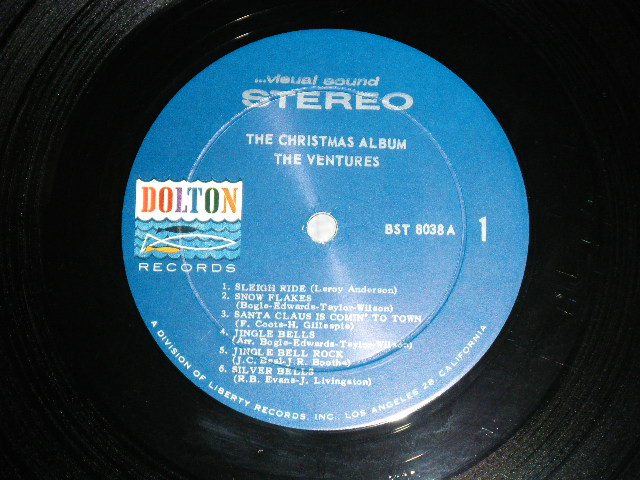 ...visual sound
STEREO
THE CHRISTMAS ALBUM
THE VENTURES
DOLTON
RECORDS
BST 8038 A
1
1. SLEIGH RIDE (Leroy Anderson)
2. SNOW FLAKES
(Bogle-Edwards-Taylor-Wilson)
3. SANTA CLAUS IS COMIN' TO TOWN
(F. Coots-H. Gillespie)
4. JINGLE BELLS
(Arr. Bogle-Edwards-Taylor-Wilson)
5. JINGLE BELL ROCK
(J.C. Beal-J.R. Boothe)
6. SILVER BELLS
(R.B. Evans-J. Livingston)
A DIVISION OF LIBERTY RECORDS, INC., LOS ANGELES 28, CALIFORNIA